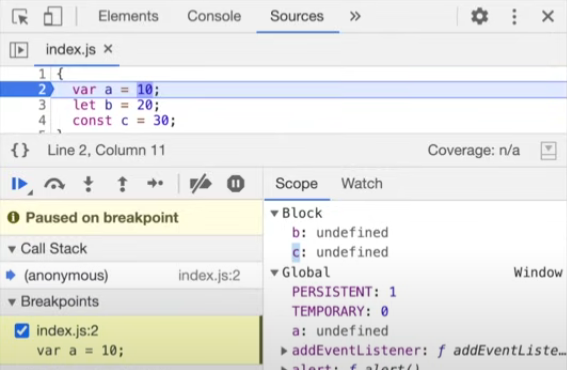 Elements Console Sources »
index.js ×
1 {
2 var a = 10;
3 let b = 20;
4 const c = 30;
{} Line 2, Column 11 Coverage: n/a
Scope Watch
Paused on breakpoint
Call Stack
(anonymous) index.js:2
Breakpoints
index.js:2
var a = 10;
Block
b: undefined
c: undefined
Global Window
PERSISTENT: 1
TEMPORARY: 0
a: undefined
addEventListener: ƒ addEventListe…
alert: ƒ alert()